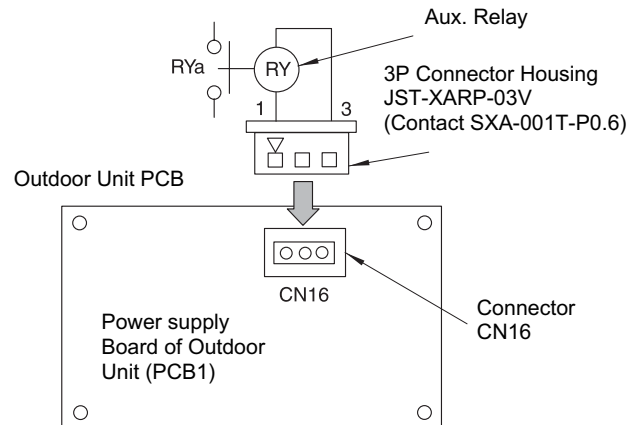 Aux. Relay
RYa
RY
3P Connector Housing
JST-XARP-03V
(Contact SXA-001T-P0.6)
1
3
Outdoor Unit PCB
CN16
Connector
CN16
Power supply
Board of Outdoor
Unit (PCB1)